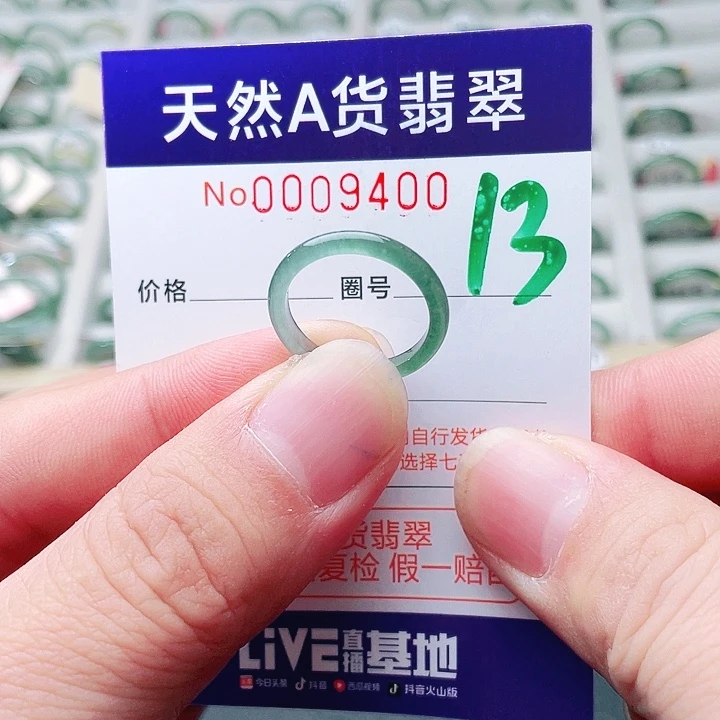 天然A货翡翠
No0009400
13
价格 圈号
自行发货
选择七
货翡翠
复检 假一赔
LiVE直播基地
今日头条 抖音 西瓜视频 抖音火山版